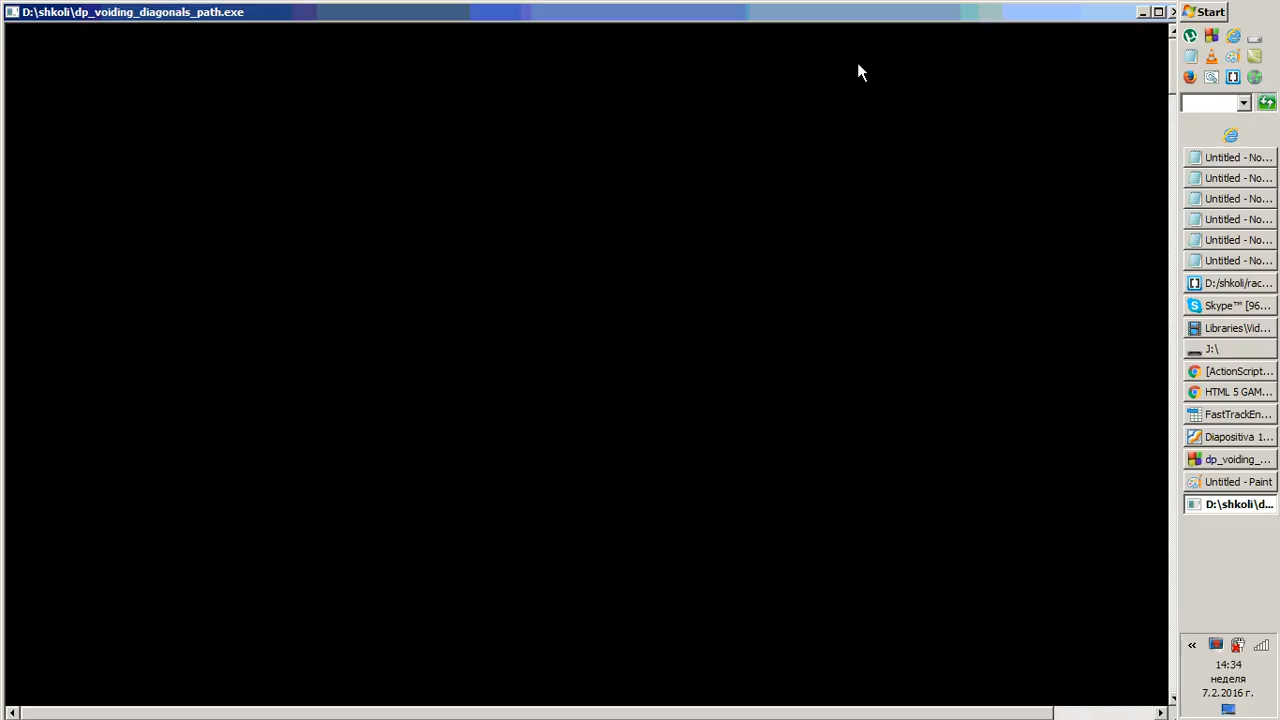 D:\shkoli\dp_voiding_diagonals_path.exe
Start
Untitled - No...
Untitled - No...
Untitled - No...
Untitled - No...
Untitled - No...
Untitled - No...
D:/shkoli/rac...
Skype™ [96...
Libraries\Vid...
J:\
[ActionScript...
HTML 5 GAM...
FastTrackEn...
Diapositiva 1...
dp_voiding_...
Untitled - Paint
D:\shkoli\d...
14:34
неделя
7.2.2016 г.